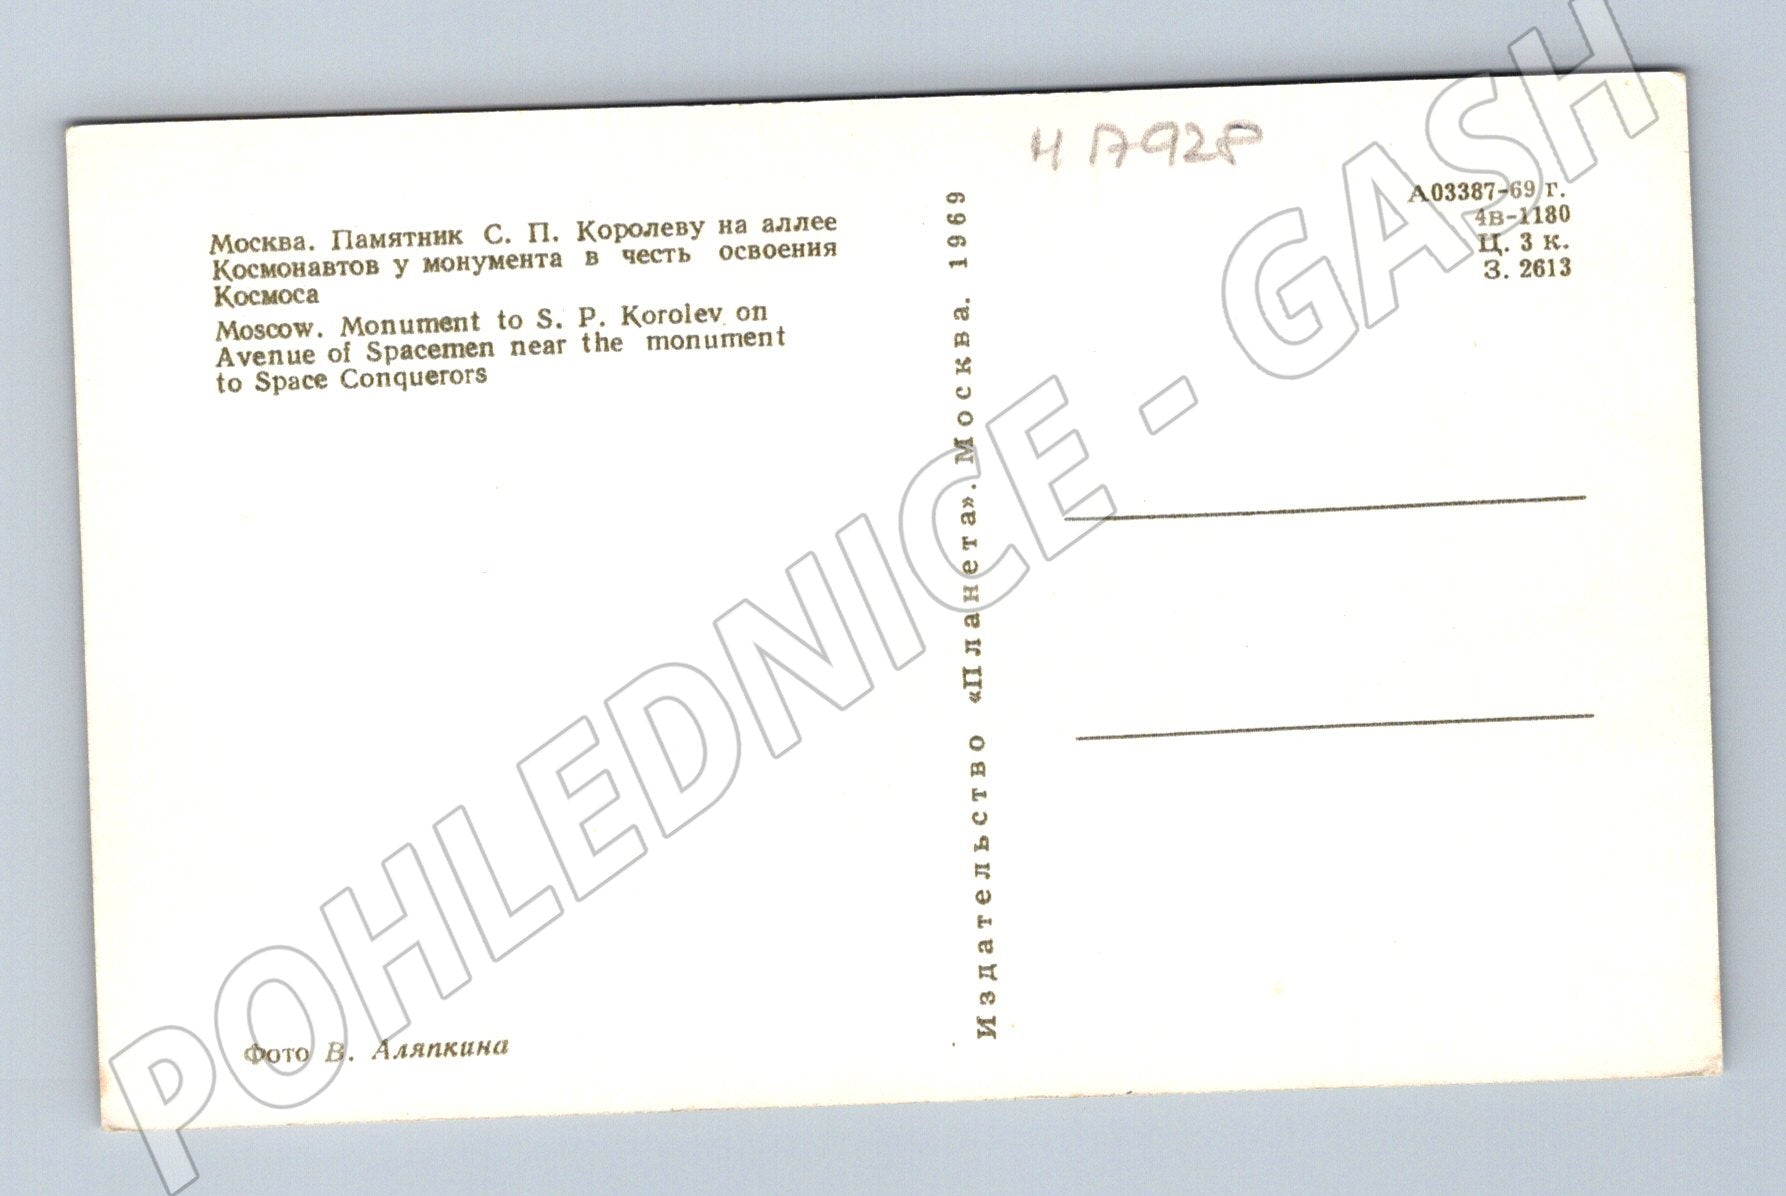 Москва. Памятник С. П. Королеву на аллее
Космонавтов у монумента в честь освоения
Космоса
Moscow. Monument to S. P. Korolev on
Avenue of Spacemen near the monument
to Space Conquerors
Фото В. Аляпкина
Издательство «Планета». Москва. 1969
А03387-69 г.
4в-1180
Ц. 3 к.
З. 2613
POHLEDNICE - GASH